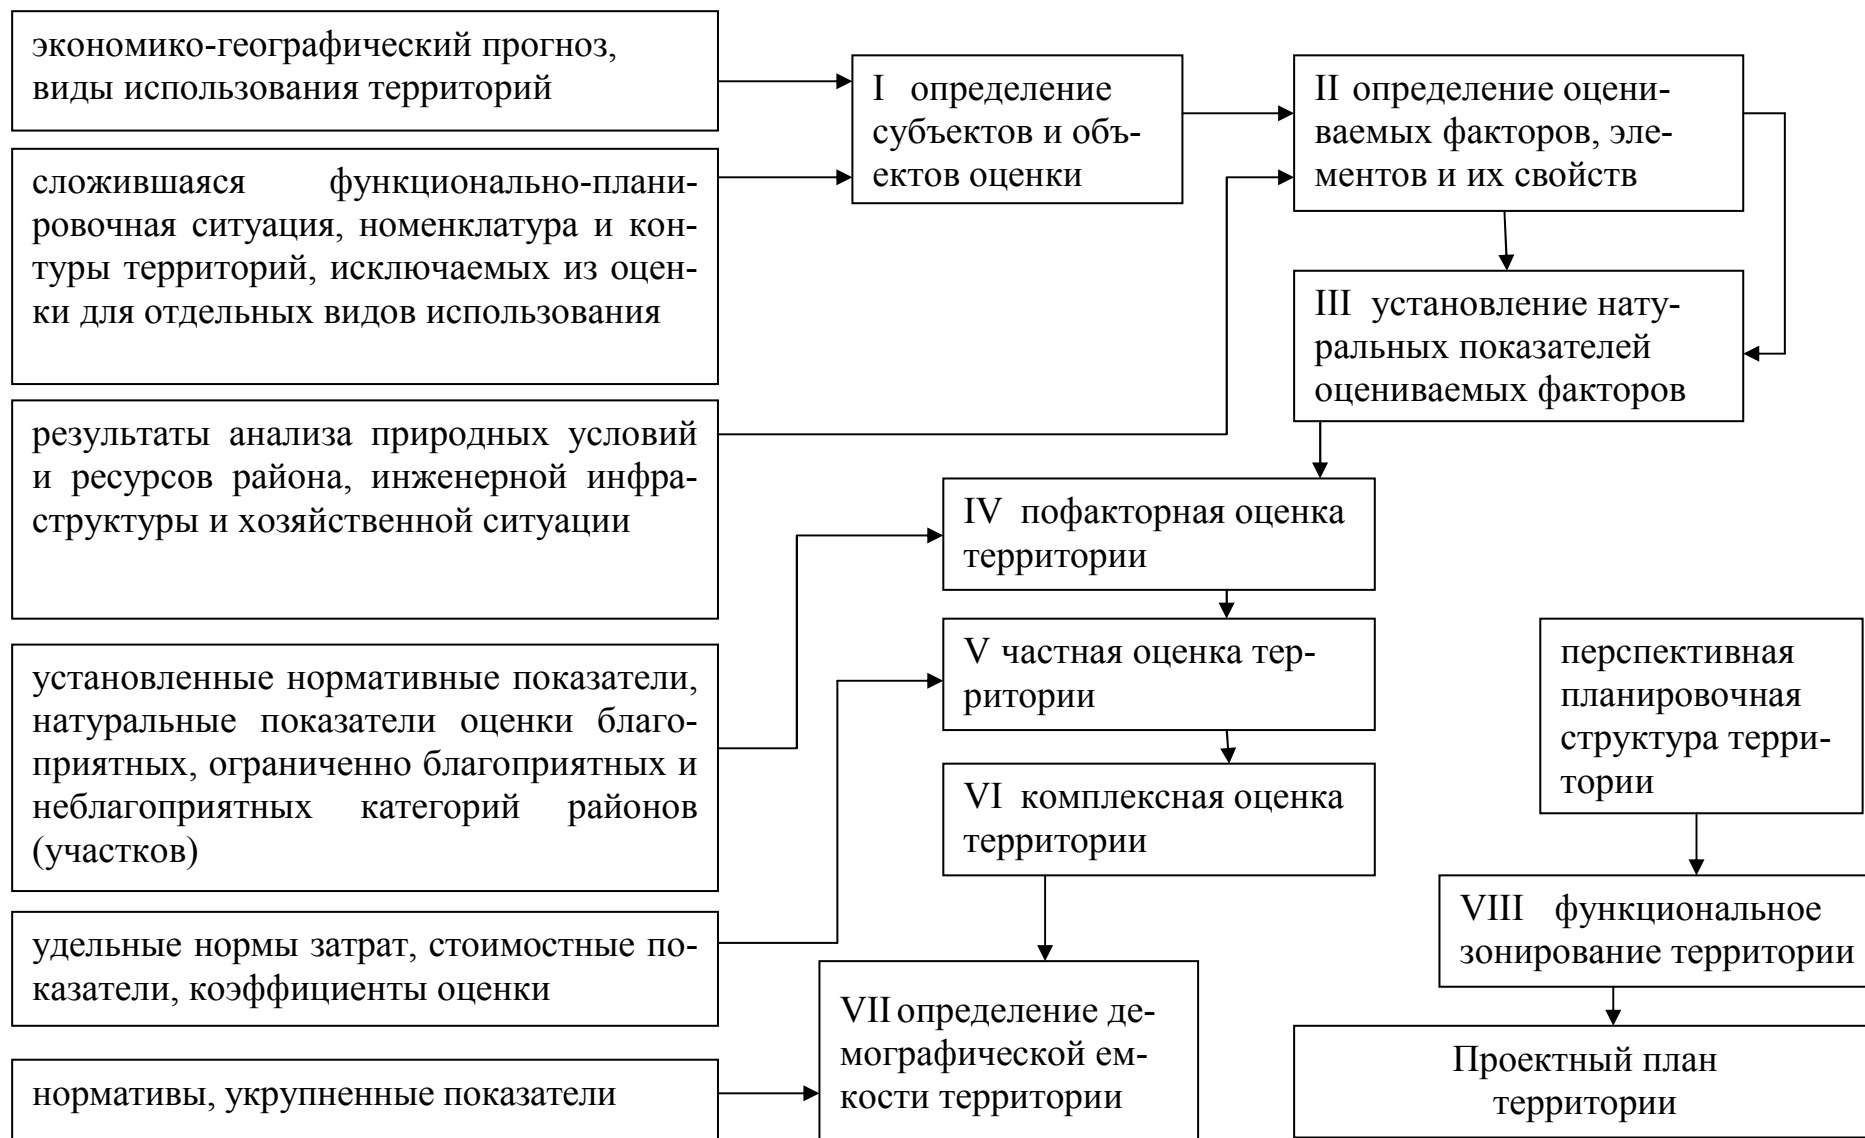 экономико-географический прогноз,
виды использования территорий
сложившаяся функционально-плани-
ровочная ситуация, номенклатура и кон-
туры территорий, исключаемых из оцен-
ки для отдельных видов использования
результаты анализа природных условий
и ресурсов района, инженерной инфра-
структуры и хозяйственной ситуации
установленные нормативные показатели,
натуральные показатели оценки благо-
приятных, ограниченно благоприятных и
неблагоприятных категорий районов
(участков)
удельные нормы затрат, стоимостные по-
казатели, коэффициенты оценки
нормативы, укрупненные показатели
I определение
субъектов и объ-
ектов оценки
II определение оцени-
ваемых факторов, эле-
ментов и их свойств
III установление нату-
ральных показателей
оцениваемых факторов
IV пофакторная оценка
территории
V частная оценка тер-
ритории
VI комплексная оценка
территории
VII определение де-
мографической ем-
кости территории
перспективная
планировочная
структура терри-
тории
VIII функциональное
зонирование территории
Проектный план
территории